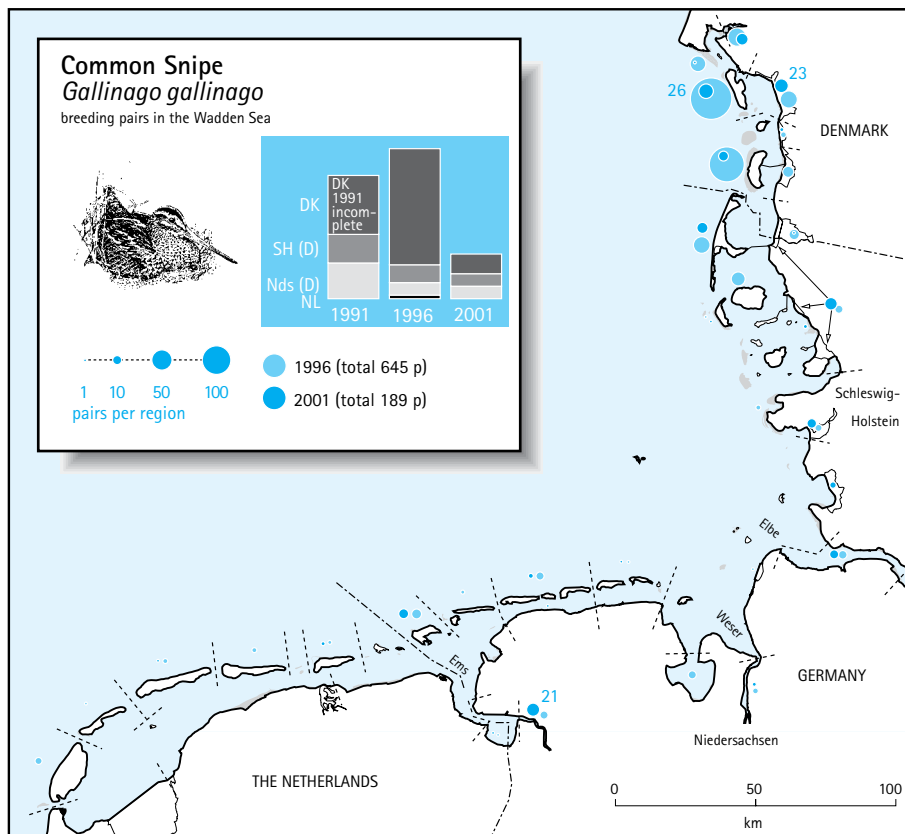 Common Snipe
Gallinago gallinago
breeding pairs in the Wadden Sea
DK
SH (D)
Nds (D)
NL
DK
1991
incom-
plete
1991
1996
2001
1
10
50
100
pairs per region
1996 (total 645 p)
2001 (total 189 p)
26
23
DENMARK
Schleswig-
Holstein
Elbe
Weser
Ems
GERMANY
21
Niedersachsen
THE NETHERLANDS
0
50
100
km